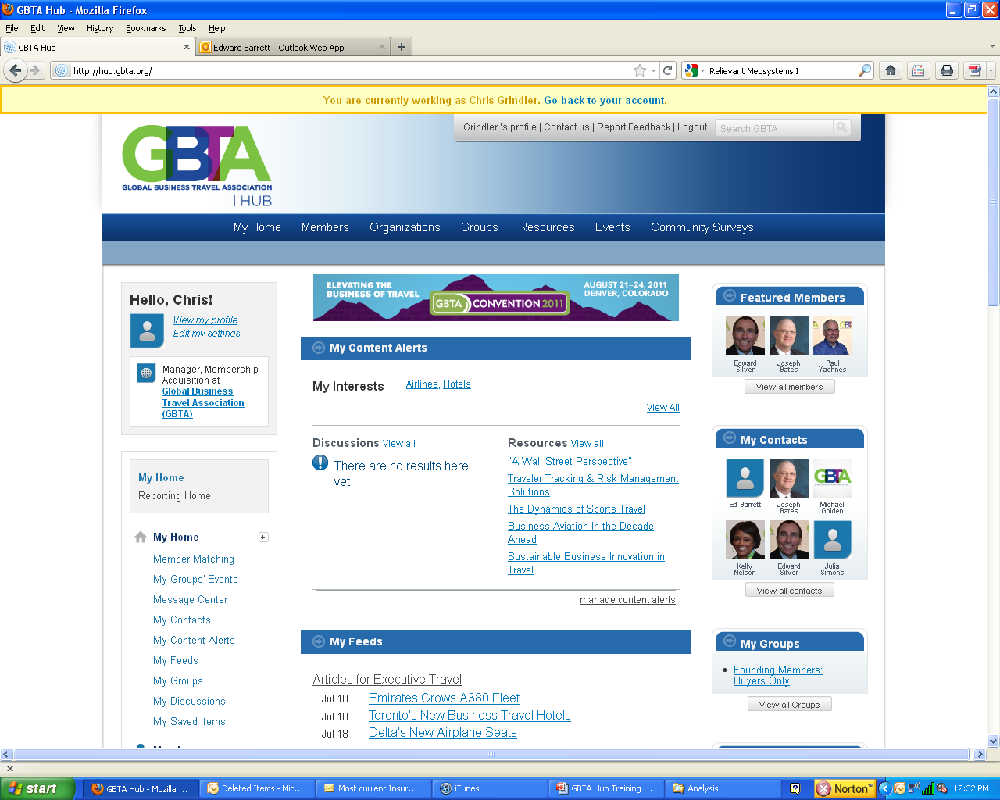 GBTA Hub - Mozilla Firefox
File Edit View History Bookmarks Tools Help
GBTA Hub
Edward Barrett - Outlook Web App
http://hub.gbta.org/
Relievant Medsystems I
You are currently working as Chris Grindler. Go back to your account.
Grindler 's profile | Contact us | Report Feedback | Logout
Search GBTA
GBTA
GLOBAL BUSINESS TRAVEL ASSOCIATION
| HUB
My Home Members Organizations Groups Resources Events Community Surveys
Hello, Chris!
View my profile
Edit my settings
Manager, Membership
Acquisition at
Global Business
Travel Association
(GBTA)
My Home
Reporting Home
My Home
Member Matching
My Groups' Events
Message Center
My Contacts
My Content Alerts
My Feeds
My Groups
My Discussions
My Saved Items
ELEVATING THE
BUSINESS OF TRAVEL
GBTA CONVENTION 2011
AUGUST 21–24, 2011
DENVER, COLORADO
My Content Alerts
My Interests
Airlines, Hotels
View All
Discussions View all
There are no results here
yet
Resources View all
"A Wall Street Perspective"
Traveler Tracking & Risk Management
Solutions
The Dynamics of Sports Travel
Business Aviation In the Decade
Ahead
Sustainable Business Innovation in
Travel
manage content alerts
My Feeds
Articles for Executive Travel
Jul 18 Emirates Grows A380 Fleet
Jul 18 Toronto's New Business Travel Hotels
Jul 18 Delta's New Airplane Seats
Featured Members
Edward
Silver
Joseph
Bates
Paul
Yachnes
View all members
My Contacts
Ed Barrett
Joseph
Bates
GBTA
Michael
Golden
Kelly
Nelson
Edward
Silver
Julia
Simons
View all contacts
My Groups
Founding Members:
Buyers Only
View all Groups
start
GBTA Hub - Mozilla ...
Deleted Items - Mic...
Most current Insur...
iTunes
GBTA Hub Training ...
Analysis
Norton
12:32 PM